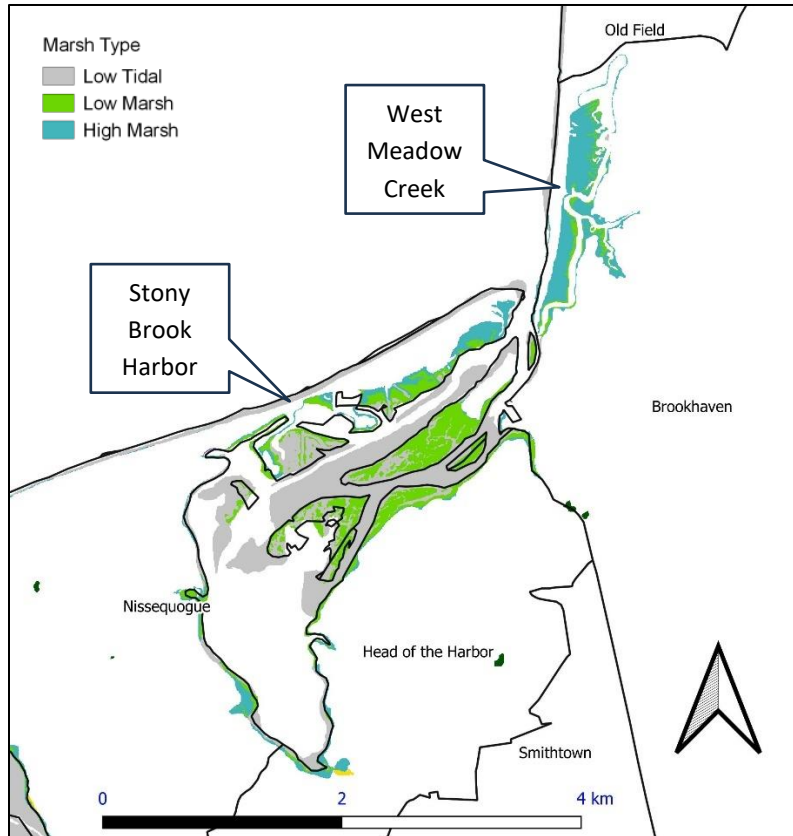 Marsh Type
Low Tidal
Low Marsh
High Marsh
Old Field
West
Meadow
Creek
Stony
Brook
Harbor
Brookhaven
Nissequogue
Head of the Harbor
Smithtown
0 2 4 km